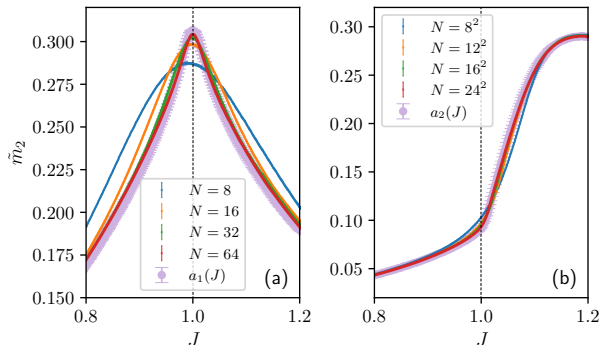 0.300
0.275
0.250
0.225
0.200
0.175
0.150
m̃₂
0.8
1.0
1.2
J
N = 8
N = 16
N = 32
N = 64
a₁(J)
(a)
0.30
0.25
0.20
0.15
0.10
0.05
0.8
1.0
1.2
J
N = 8²
N = 12²
N = 16²
N = 24²
a₂(J)
(b)